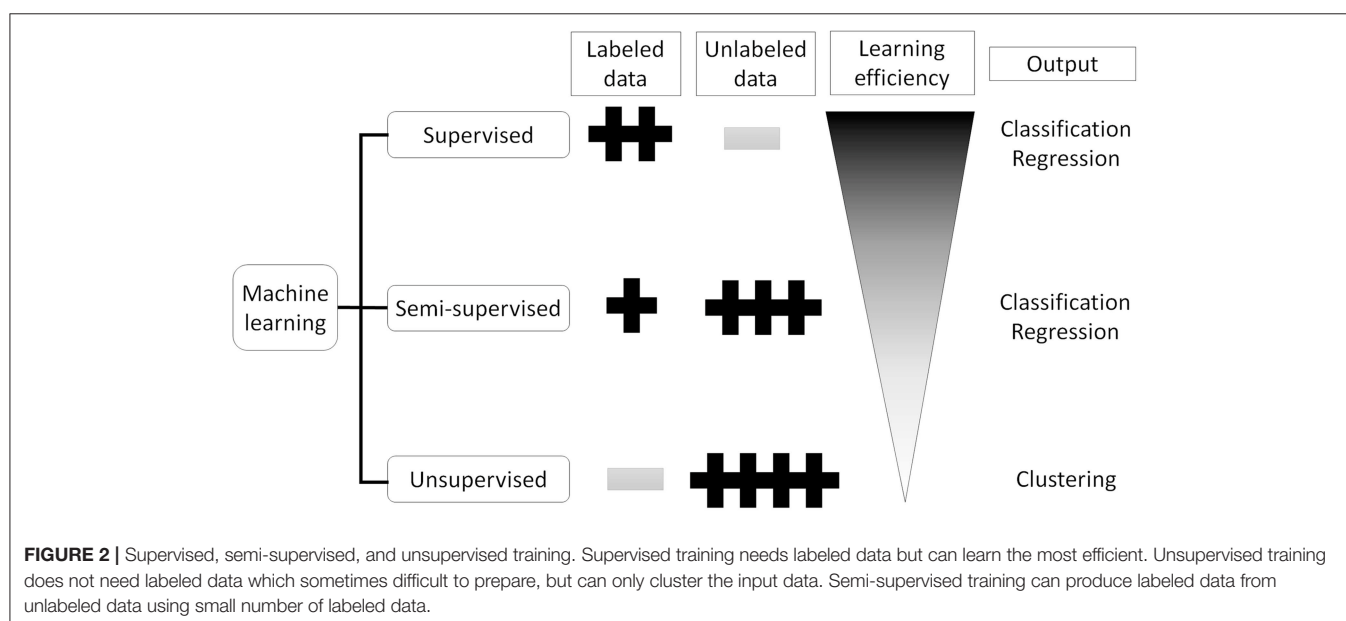 Labeled
data
Unlabeled
data
Learning
efficiency
Output
Supervised
Classification
Regression
Machine
learning
Semi-supervised
Classification
Regression
Unsupervised
Clustering
FIGURE 2 | Supervised, semi-supervised, and unsupervised training. Supervised training needs labeled data but can learn the most efficient. Unsupervised training
does not need labeled data which sometimes difficult to prepare, but can only cluster the input data. Semi-supervised training can produce labeled data from
unlabeled data using small number of labeled data.